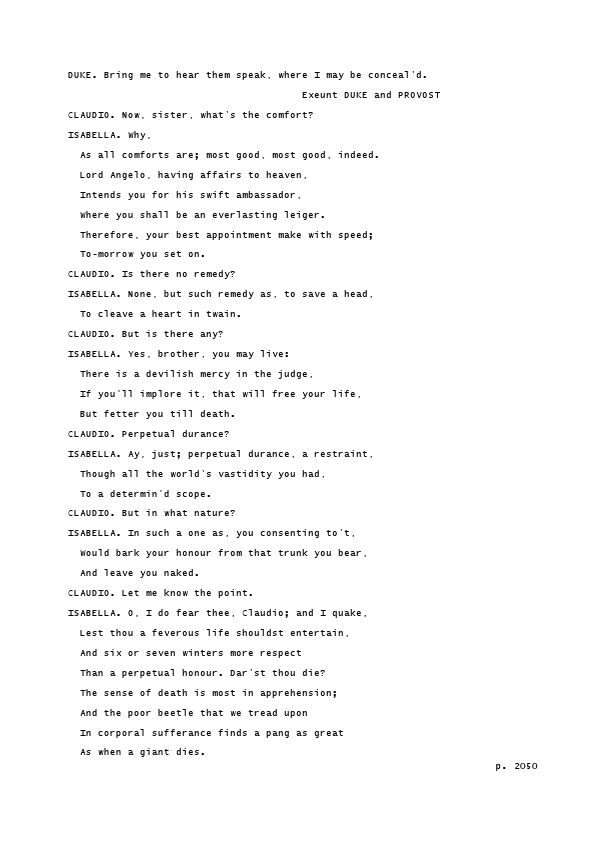 DUKE. Bring me to hear them speak, where I may be conceal'd.
Exeunt DUKE and PROVOST
CLAUDIO. Now, sister, what's the comfort?
ISABELLA. Why,
As all comforts are; most good, most good, indeed.
Lord Angelo, having affairs to heaven,
Intends you for his swift ambassador,
Where you shall be an everlasting leiger.
Therefore, your best appointment make with speed;
To-morrow you set on.
CLAUDIO. Is there no remedy?
ISABELLA. None, but such remedy as, to save a head,
To cleave a heart in twain.
CLAUDIO. But is there any?
ISABELLA. Yes, brother, you may live:
There is a devilish mercy in the judge,
If you'll implore it, that will free your life,
But fetter you till death.
CLAUDIO. Perpetual durance?
ISABELLA. Ay, just; perpetual durance, a restraint,
Though all the world's vastidity you had,
To a determin'd scope.
CLAUDIO. But in what nature?
ISABELLA. In such a one as, you consenting to't,
Would bark your honour from that trunk you bear,
And leave you naked.
CLAUDIO. Let me know the point.
ISABELLA. O, I do fear thee, Claudio; and I quake,
Lest thou a feverous life shouldst entertain,
And six or seven winters more respect
Than a perpetual honour. Dar'st thou die?
The sense of death is most in apprehension;
And the poor beetle that we tread upon
In corporal sufferance finds a pang as great
As when a giant dies.
p. 2050